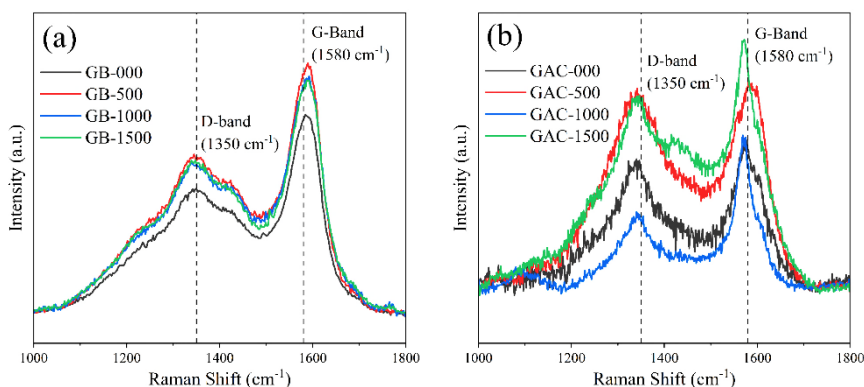 (a)
GB-000
GB-500
GB-1000
GB-1500
G-Band
(1580 cm⁻¹)
D-band
(1350 cm⁻¹)
Intensity (a.u.)
1000 1200 1400 1600 1800
Raman Shift (cm⁻¹)
(b)
GAC-000
GAC-500
GAC-1000
GAC-1500
G-Band
(1580 cm⁻¹)
D-band
(1350 cm⁻¹)
Intensity (a.u.)
1000 1200 1400 1600 1800
Raman Shift (cm⁻¹)